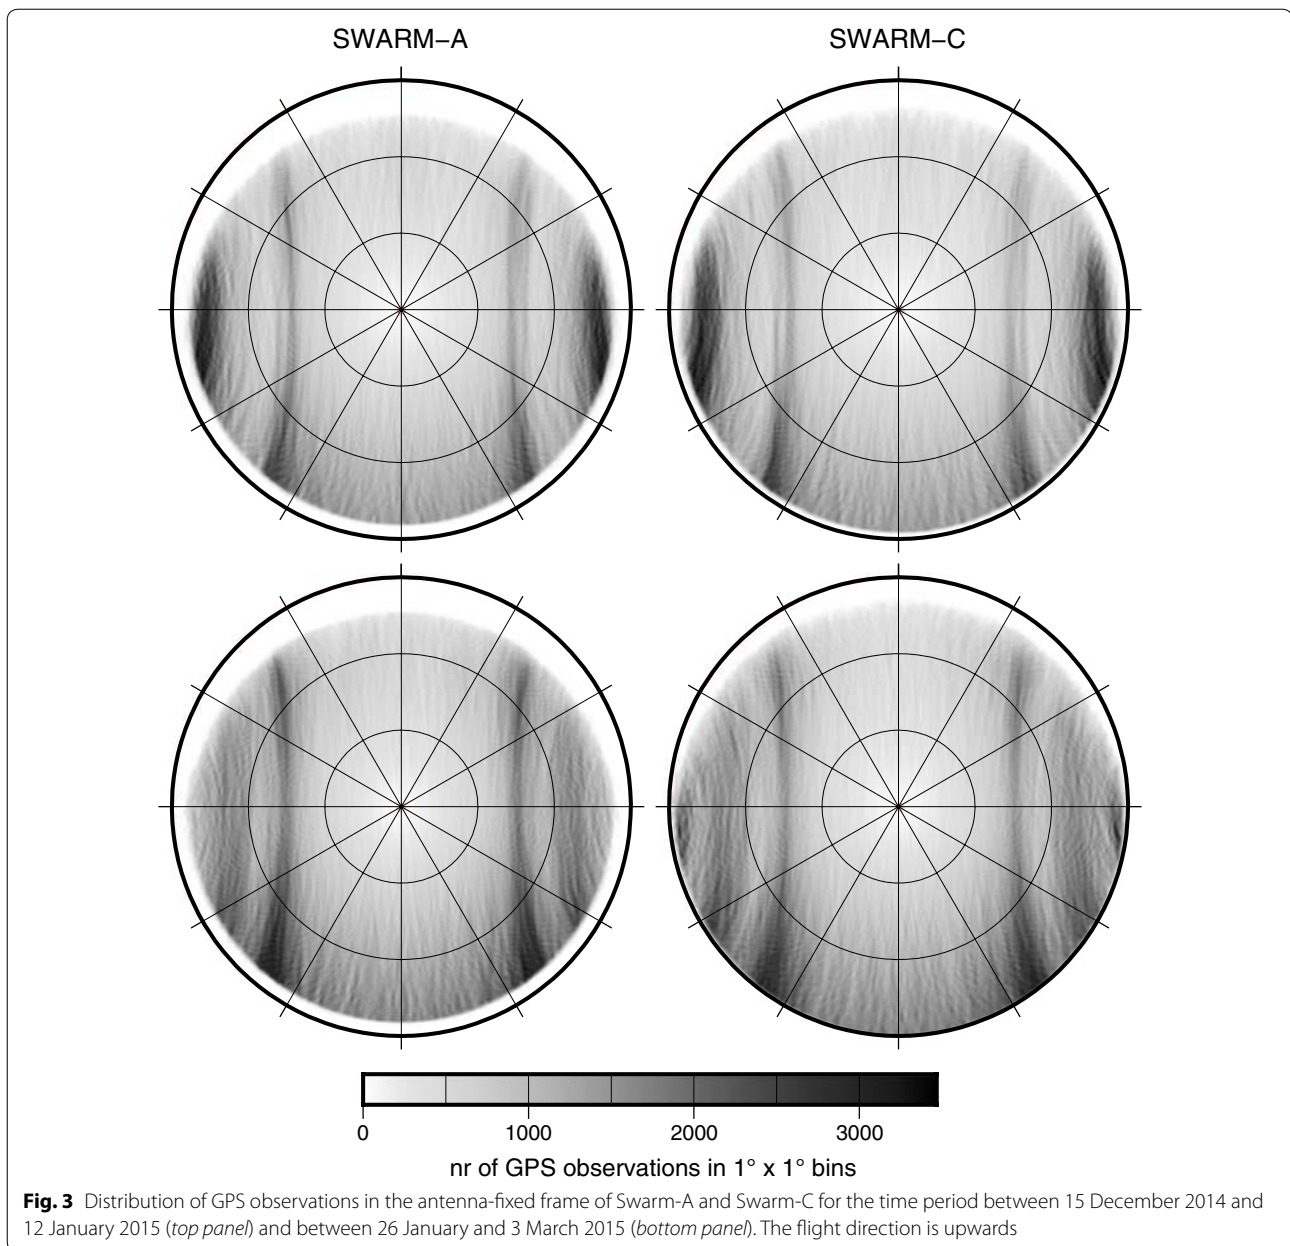 SWARM–A
SWARM–C
0
1000
2000
3000
nr of GPS observations in 1° x 1° bins
Fig. 3 Distribution of GPS observations in the antenna-fixed frame of Swarm-A and Swarm-C for the time period between 15 December 2014 and
12 January 2015 (top panel) and between 26 January and 3 March 2015 (bottom panel). The flight direction is upwards